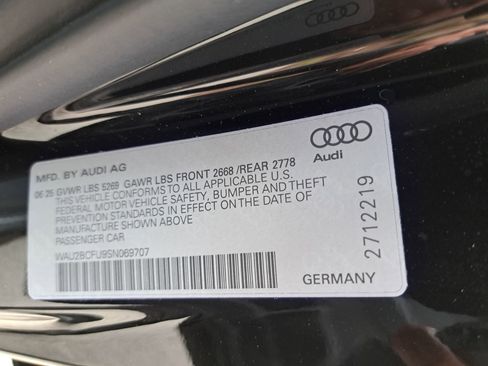 MFD. BY AUDI AG
06 25 GVWR LBS 5269 GAWR LBS FRONT 2668 /REAR 2778
THIS VEHICLE CONFORMS TO ALL APPLICABLE U.S.
FEDERAL MOTOR VEHICLE SAFETY, BUMPER AND THEFT
PREVENTION STANDARDS IN EFFECT ON THE DATE OF
MANUFACTURE SHOWN ABOVE
PASSENGER CAR
WAU2BCFU9SN069707
Audi
2712219
GERMANY